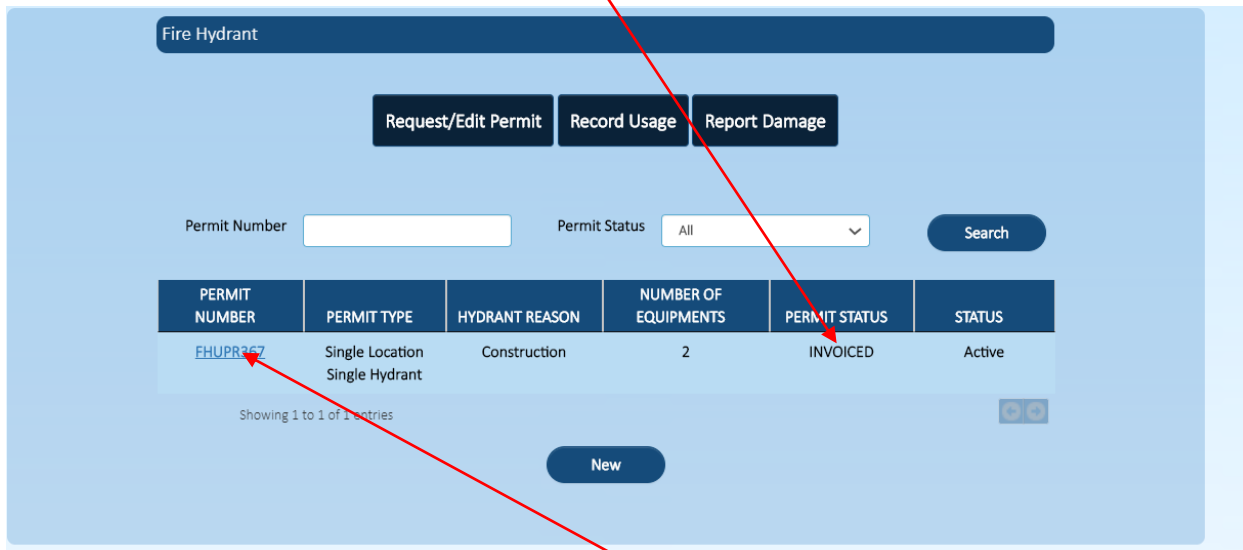 Fire Hydrant
Request/Edit Permit Record Usage Report Damage
Permit Number Permit Status All Search
PERMIT NUMBER PERMIT TYPE HYDRANT REASON NUMBER OF EQUIPMENTS PERMIT STATUS STATUS
FHUPR367 Single Location Construction 2 INVOICED Active
Single Hydrant
Showing 1 to 1 of 1 entries
New